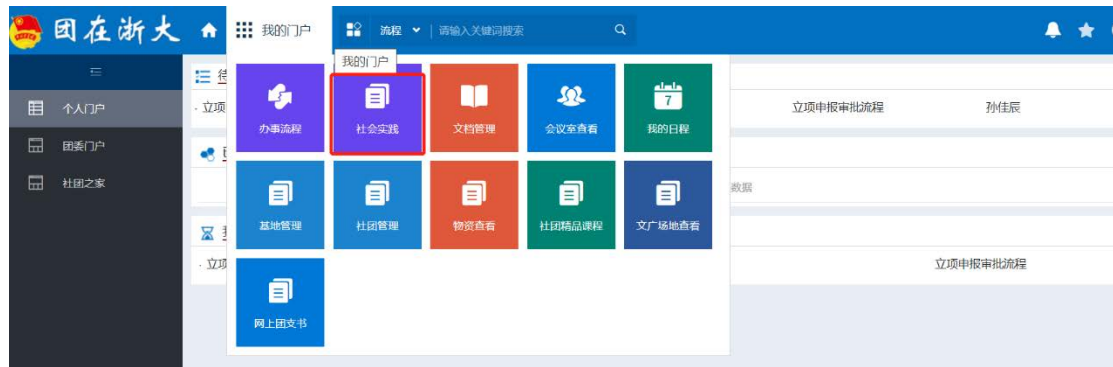 团在浙大 我的门户 流程 请输入关键词搜索
我的门户
个人门户
团委门户
社团之家
待
· 立项 立项申报审批流程 孙佳辰
办事流程 社会实践 文档管理 会议室查看 7 我的日程
数据
基地管理 社团管理 物资查看 社团精品课程 文广场地查看
· 立项 立项申报审批流程
网上团支书